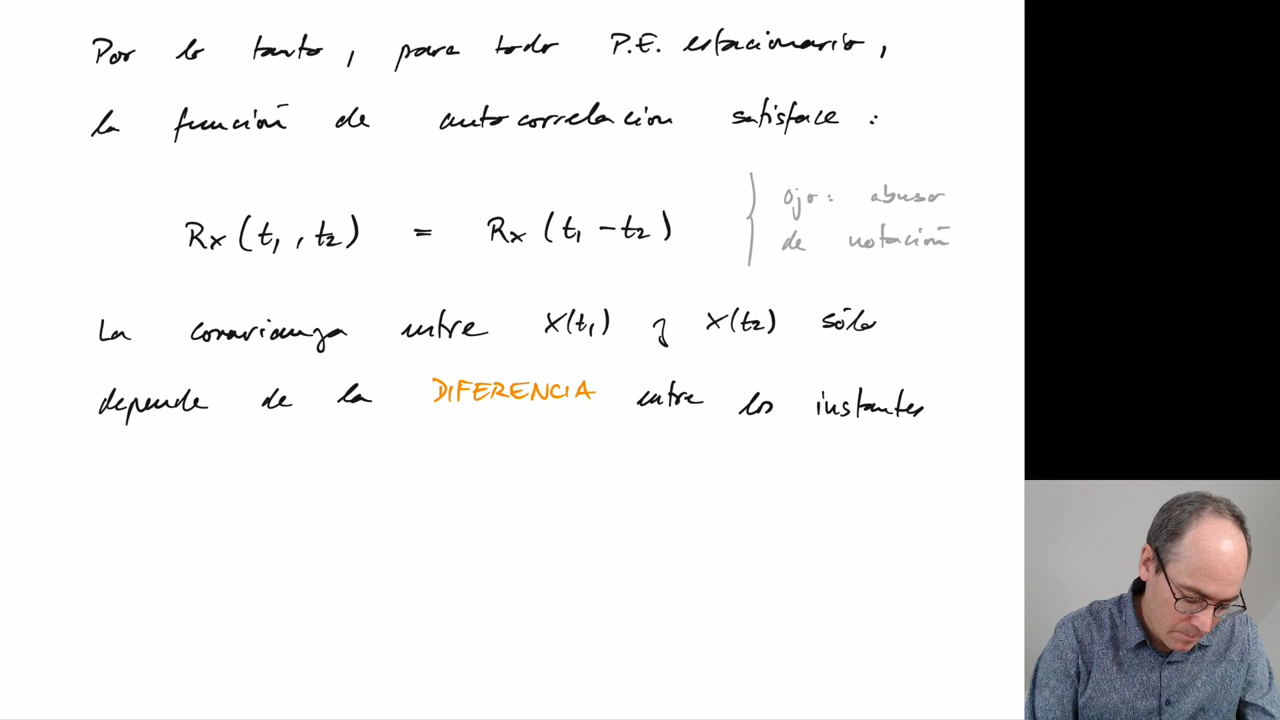 Por lo tanto, para todo P.E. estacionario,
la función de autocorrelación satisface:
Rx(t1, t2) = Rx(t1 - t2) } Ojo: abuso
de notación
La covarianza entre X(t1) y X(t2) sólo
depende de la DIFERENCIA entre los instantes